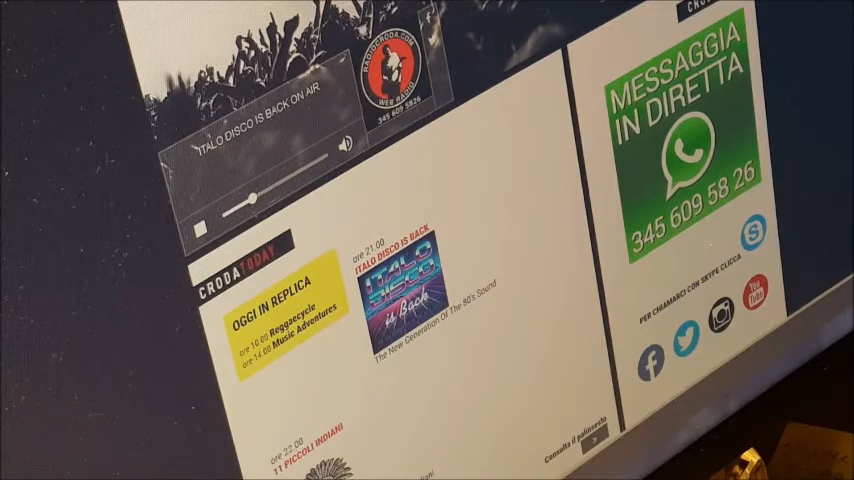 RADIOCRODA.COM
WEB RADIO
345 609 5826
ITALO DISCO IS BACK ON AIR
CRODATODAY
OGGI IN REPLICA
ore 10.00 Reggaecycle
ore 14.00 Music Adventures
ore 21.00
ITALO DISCO IS BACK
ITALO
DISCO
is Back
The New Generation Of The 80's Sound
ore 22.00
11 PICCOLI INDIANI
Consulta il palinsesto
>
MESSAGGIA
IN DIRETTA
345 609 58 26
PER CHIAMARCI CON SKYPE CLICCA
S
f
You
Tube